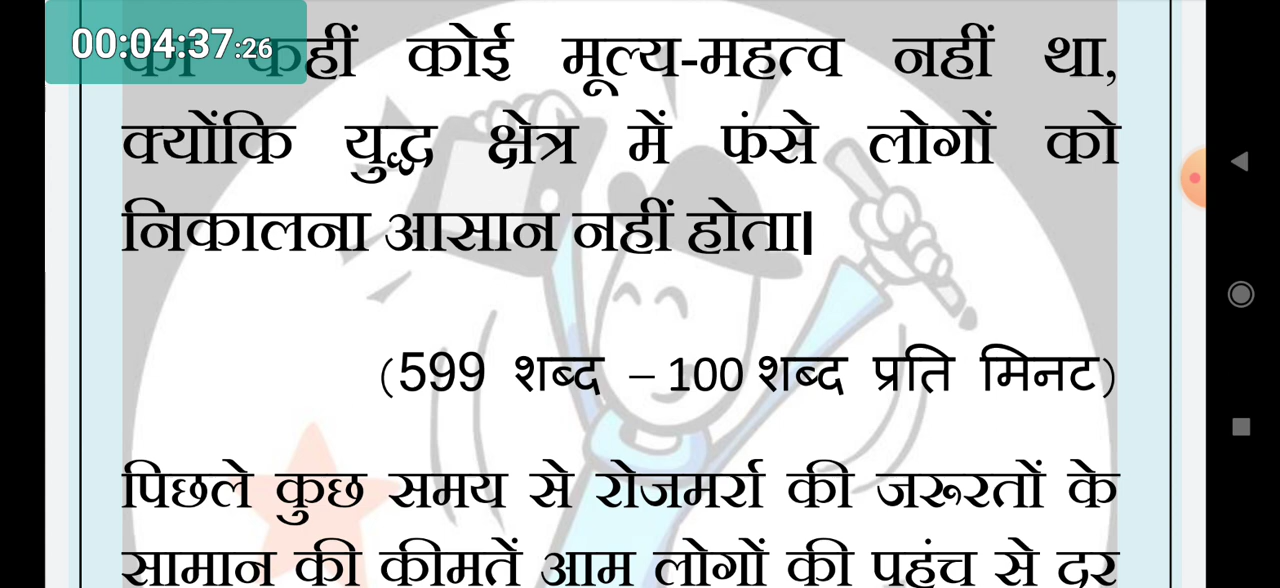 00:04:37:26
कहीं कोई मूल्य-महत्व नहीं था,
क्योंकि युद्ध क्षेत्र में फंसे लोगों को
निकालना आसान नहीं होता।
(599 शब्द – 100 शब्द प्रति मिनट)
पिछले कुछ समय से रोजमर्रा की जरूरतों के
सामान की कीमतें आम लोगों की पहुंच से दूर